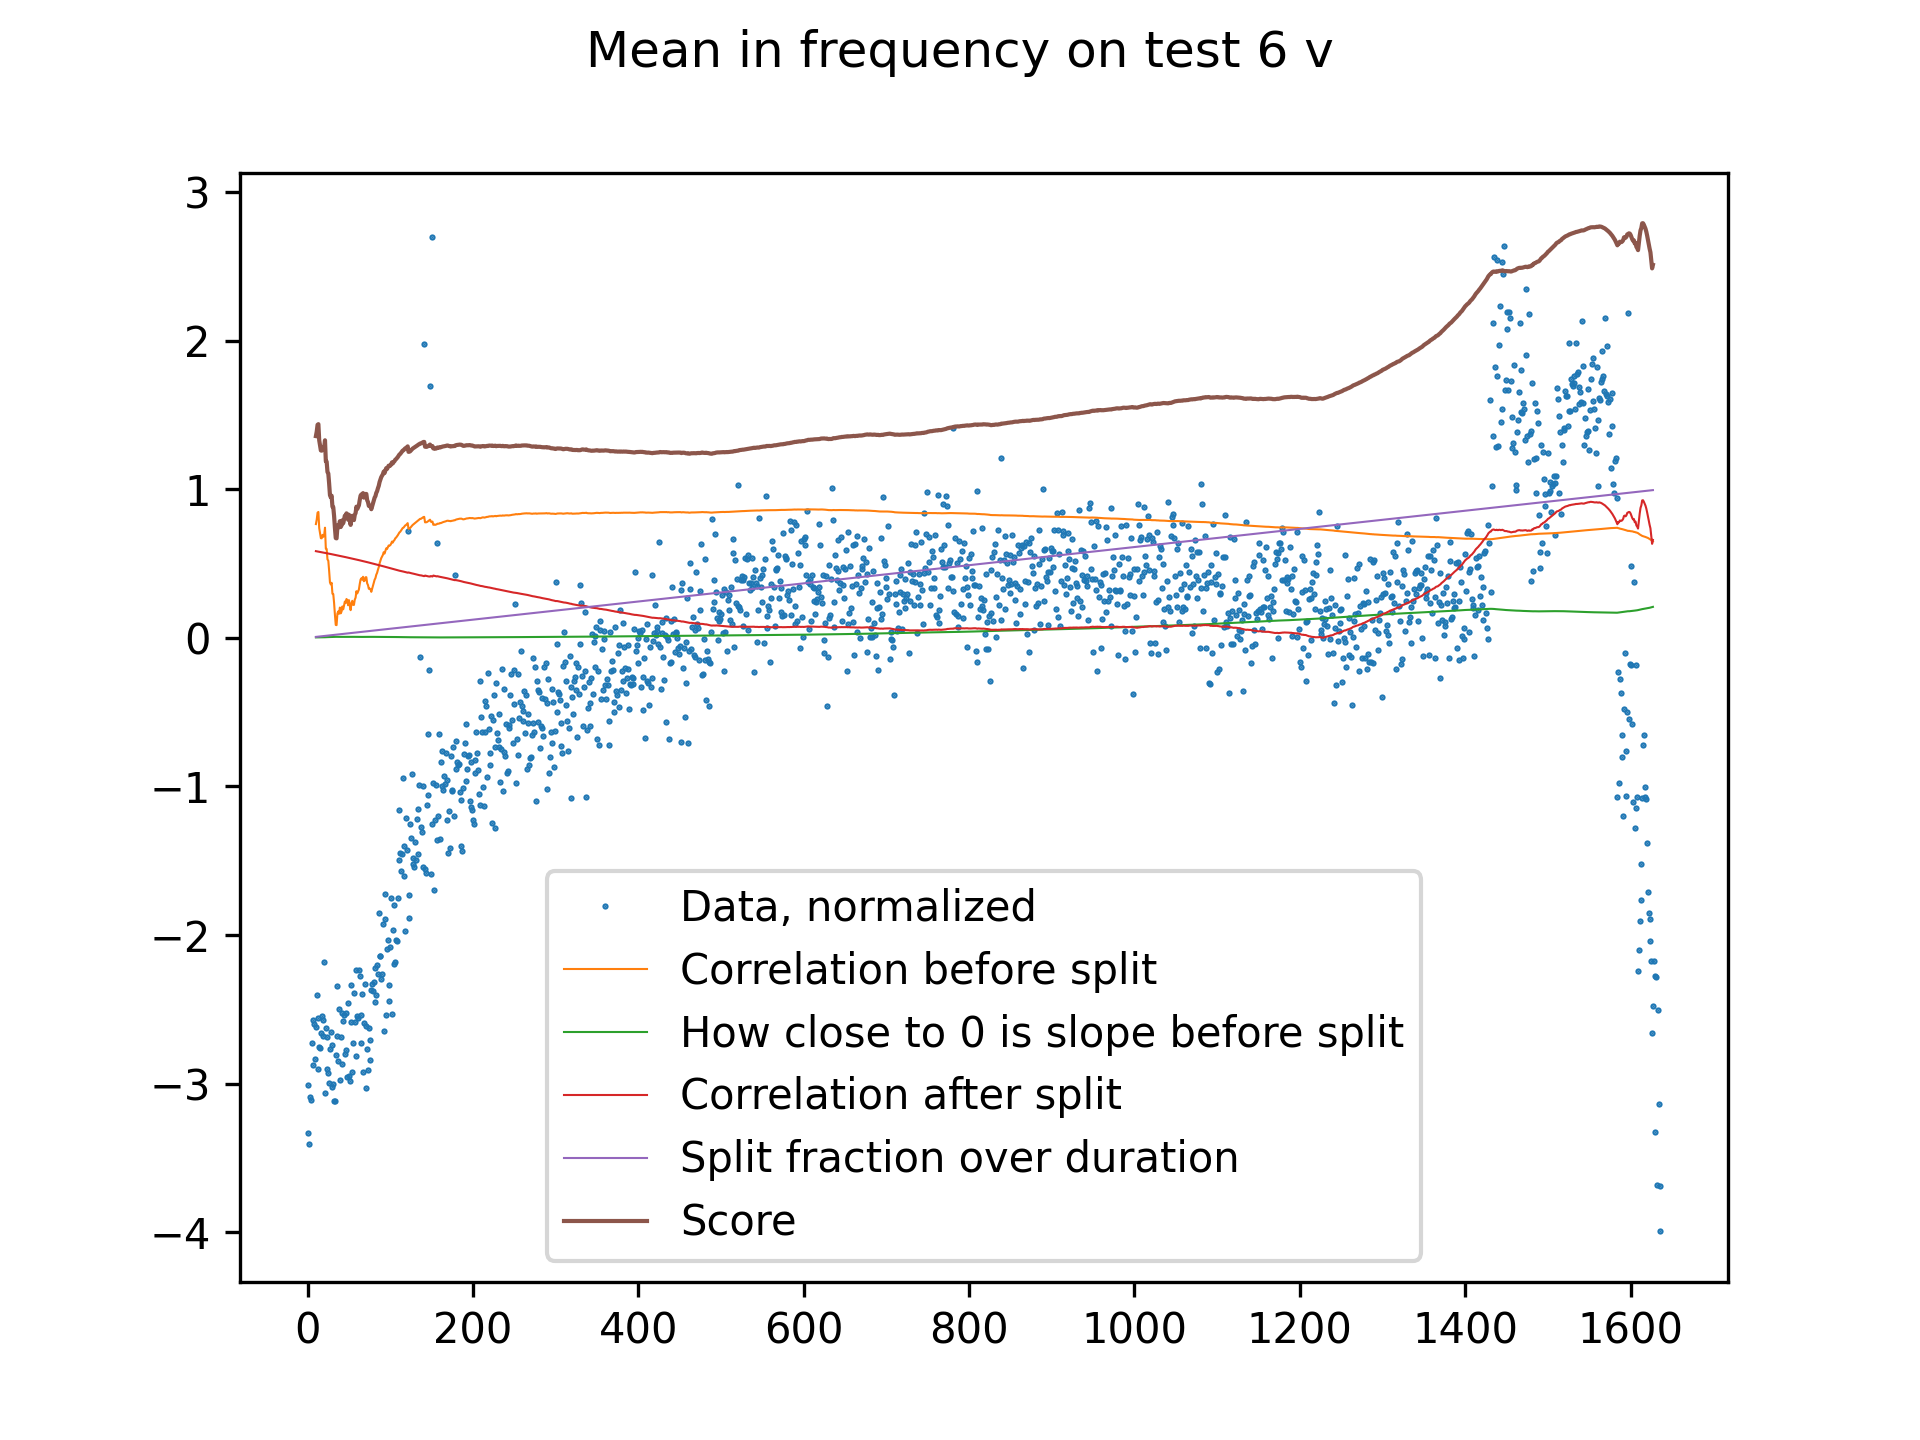 Mean in frequency on test 6 v
3
2
1
0
−1
−2
−3
−4
Data, normalized
Correlation before split
How close to 0 is slope before split
Correlation after split
Split fraction over duration
Score
0 200 400 600 800 1000 1200 1400 1600